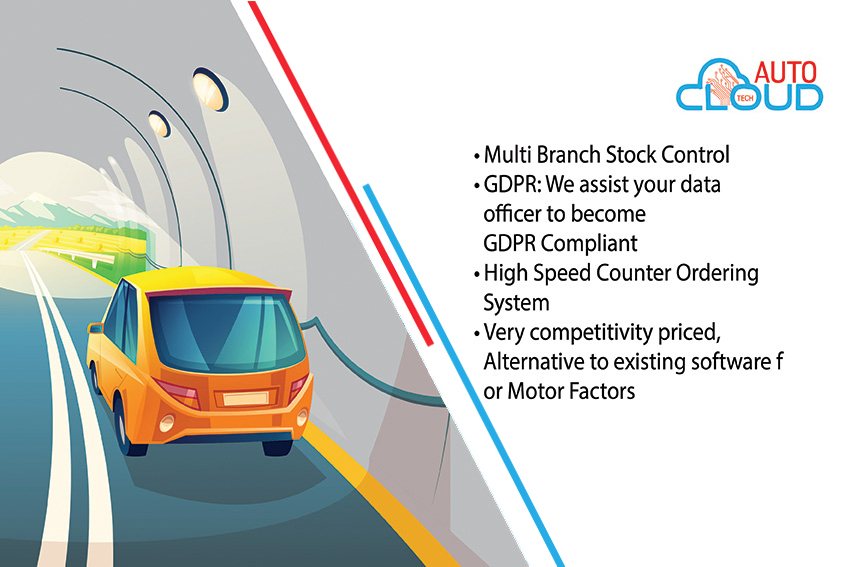 AUTO
CLOUD
TECH
• Multi Branch Stock Control
• GDPR: We assist your data
officer to become
GDPR Compliant
• High Speed Counter Ordering
System
• Very competitivity priced,
Alternative to existing software f
or Motor Factors